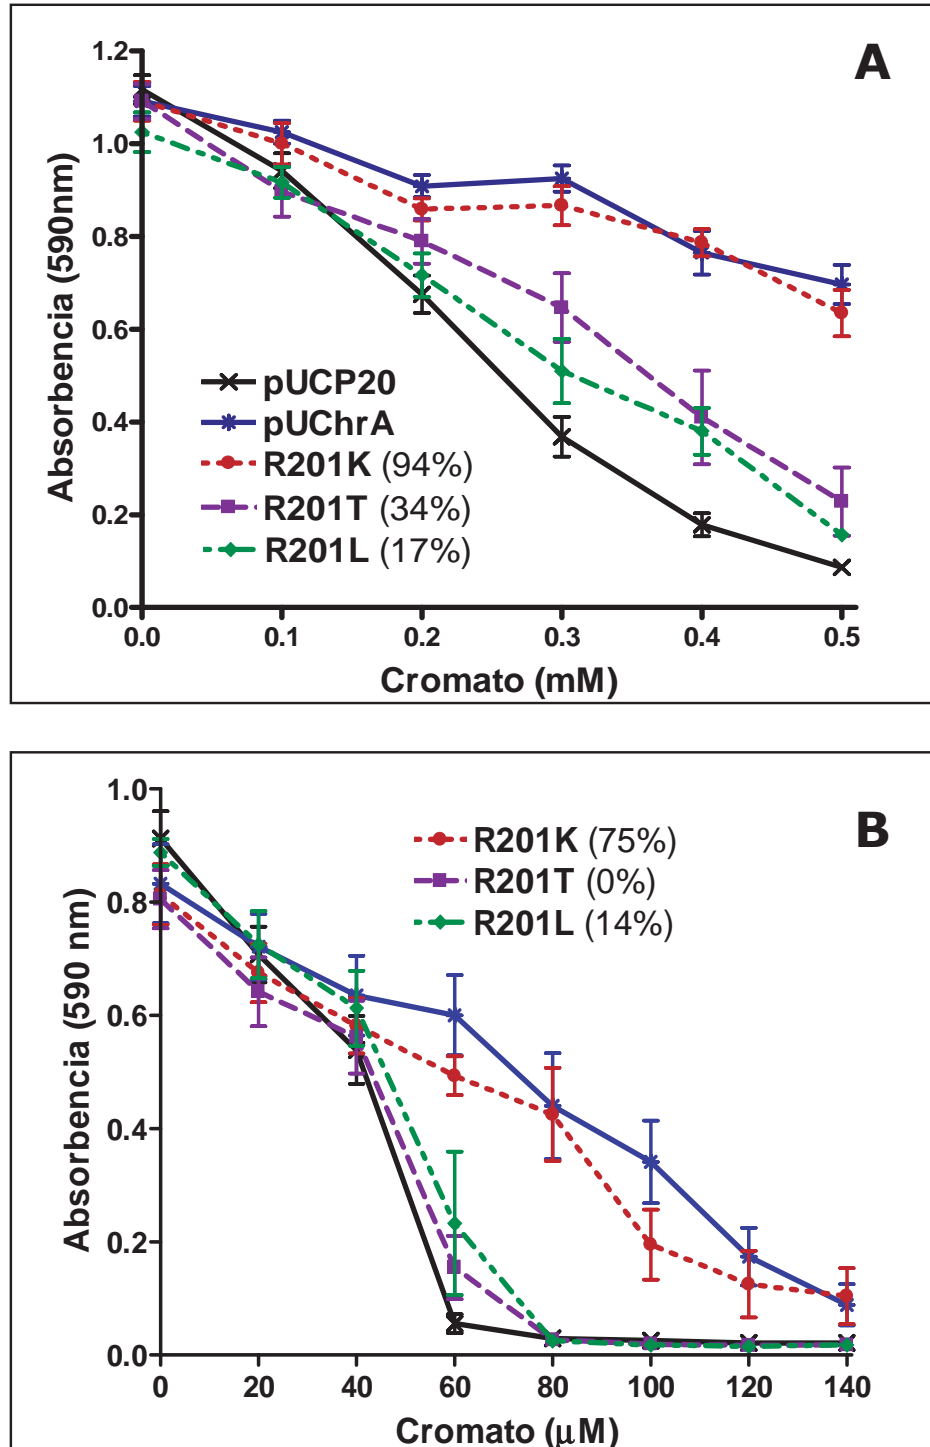 A
1.2
1.0
0.8
0.6
0.4
0.2
0.0
Absorbencia (590nm)
pUCP20
pUChrA
R201K (94%)
R201T (34%)
R201L (17%)
0.0 0.1 0.2 0.3 0.4 0.5
Cromato (mM)
B
1.0
0.8
0.6
0.4
0.2
0.0
Absorbencia (590 nm)
R201K (75%)
R201T (0%)
R201L (14%)
0 20 40 60 80 100 120 140
Cromato (μM)